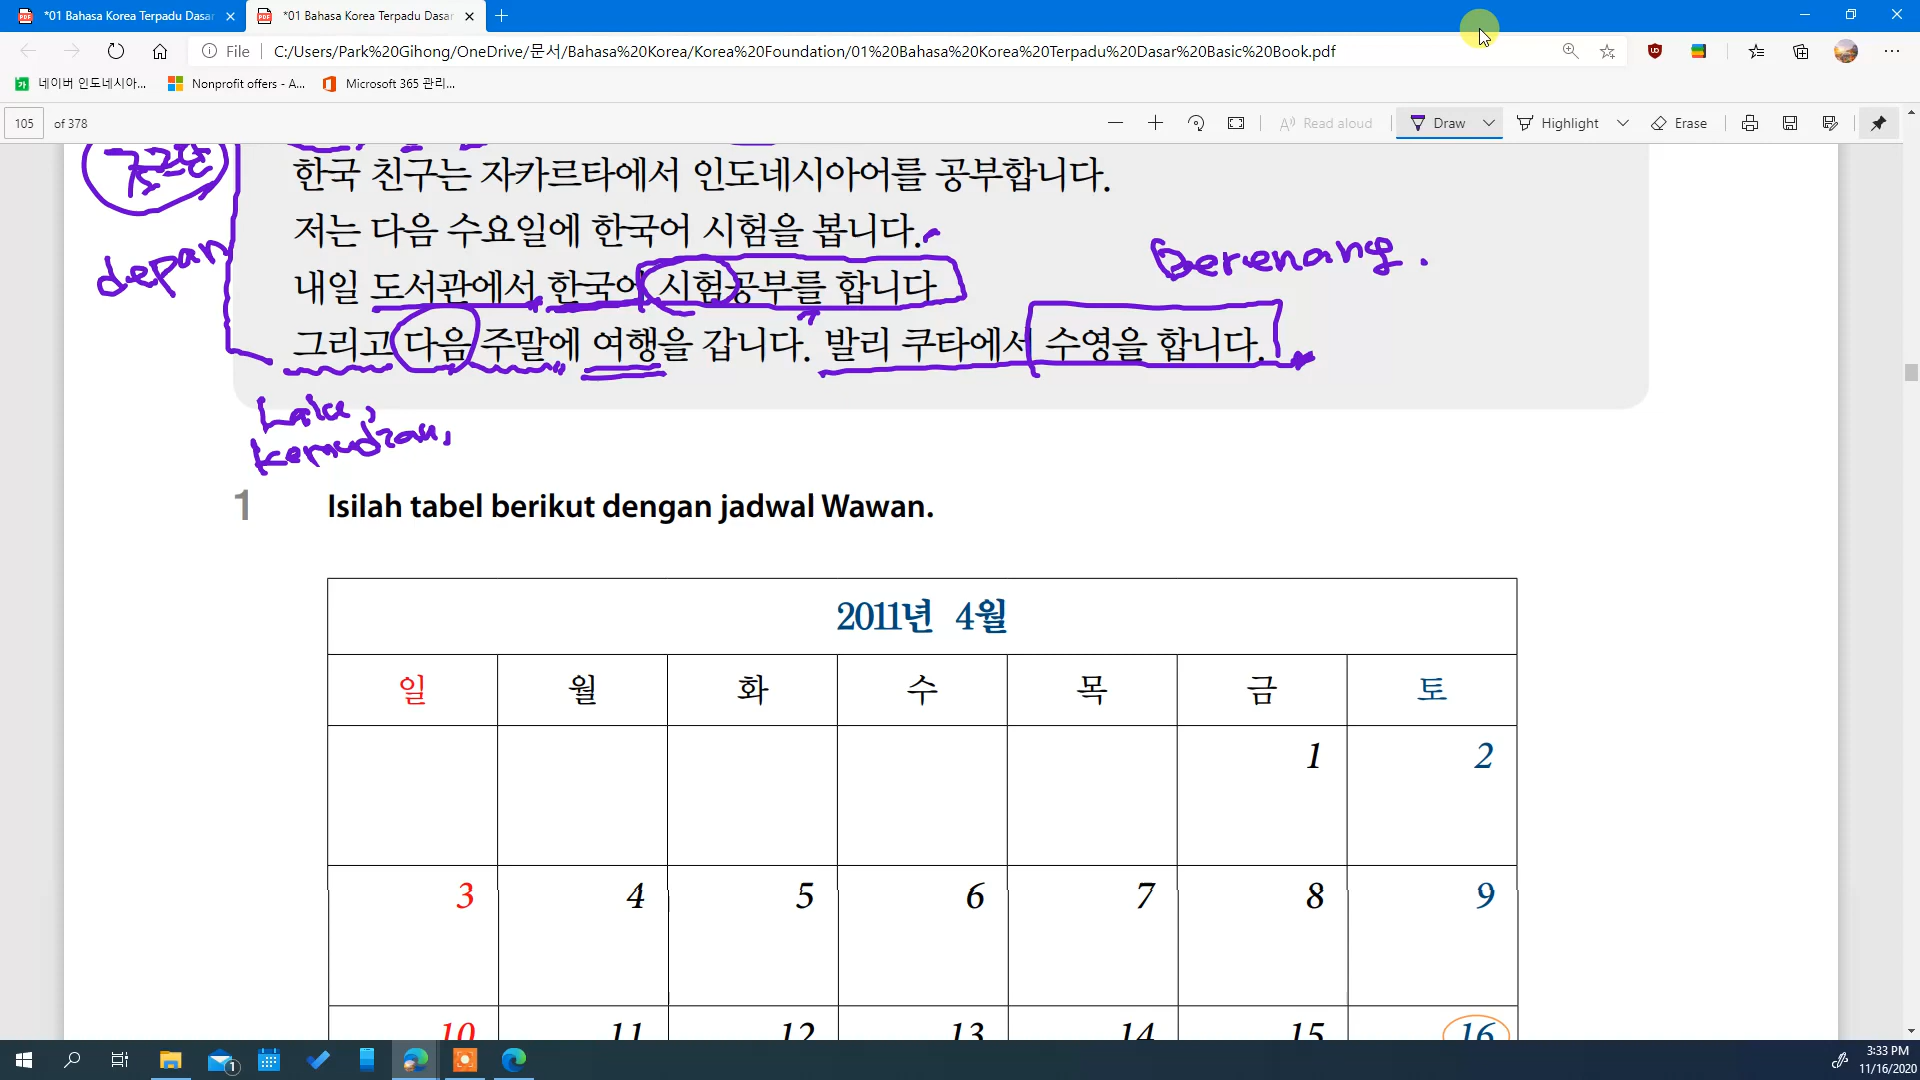 *01 Bahasa Korea Terpadu Dasar
*01 Bahasa Korea Terpadu Dasar
File
C:/Users/Park%20Gihong/OneDrive/문서/Bahasa%20Korea/Korea%20Foundation/01%20Bahasa%20Korea%20Terpadu%20Dasar%20Basic%20Book.pdf
네이버 인도네시아어... Nonprofit offers - A... Microsoft 365 관리...
105 of 378 Read aloud Draw Highlight Erase
한국 친구는 자카르타에서 인도네시아어를 공부합니다.
저는 다음 수요일에 한국어 시험을 봅니다.
depan
Berenang.
내일 도서관에서 한국어 시험공부를 합니다
그리고 다음 주말에 여행을 갑니다. 발리 쿠타에서 수영을 합니다.
kemudian,
1 Isilah tabel berikut dengan jadwal Wawan.
2011년 4월
일 월 화 수 목 금 토
1 2
3 4 5 6 7 8 9
10 11 12 13 14 15 16
1
3:33 PM
11/16/2020